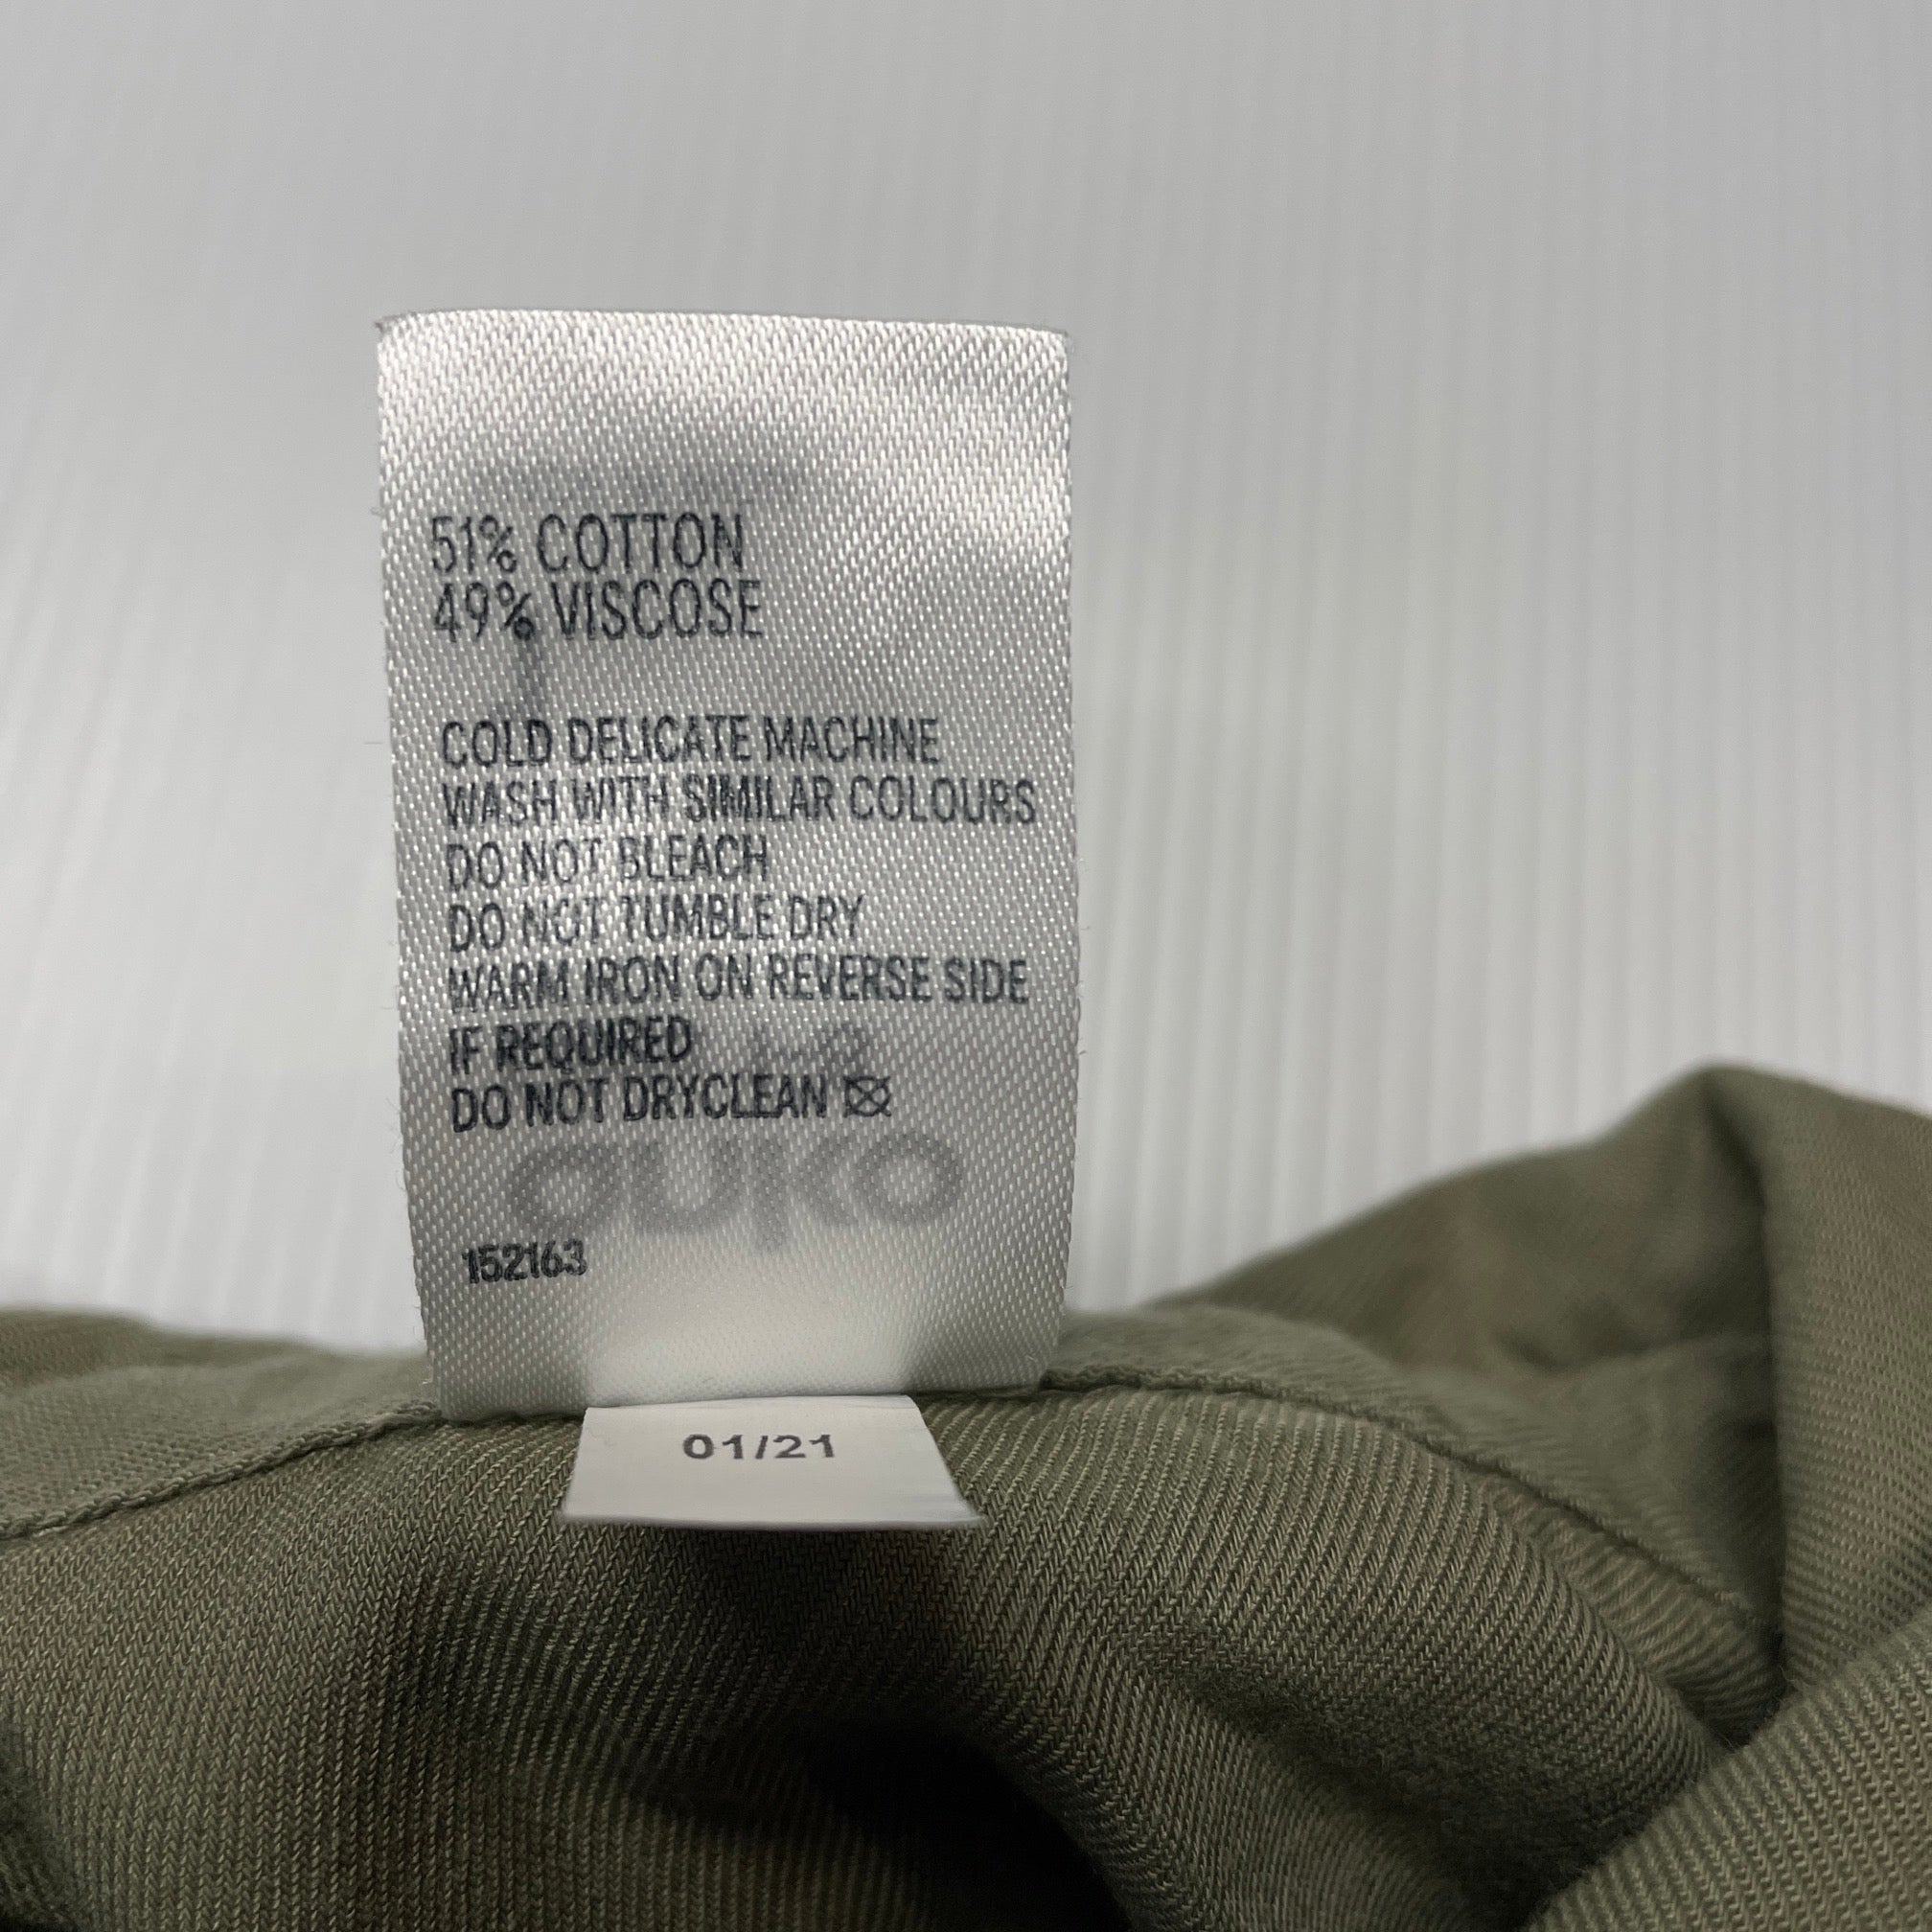 51% COTTON
49% VISCOSE
COLD DELICATE MACHINE
WASH WITH SIMILAR COLOURS
DO NOT BLEACH
DO NOT TUMBLE DRY
WARM IRON ON REVERSE SIDE
IF REQUIRED
DO NOT DRYCLEAN
152163
01/21